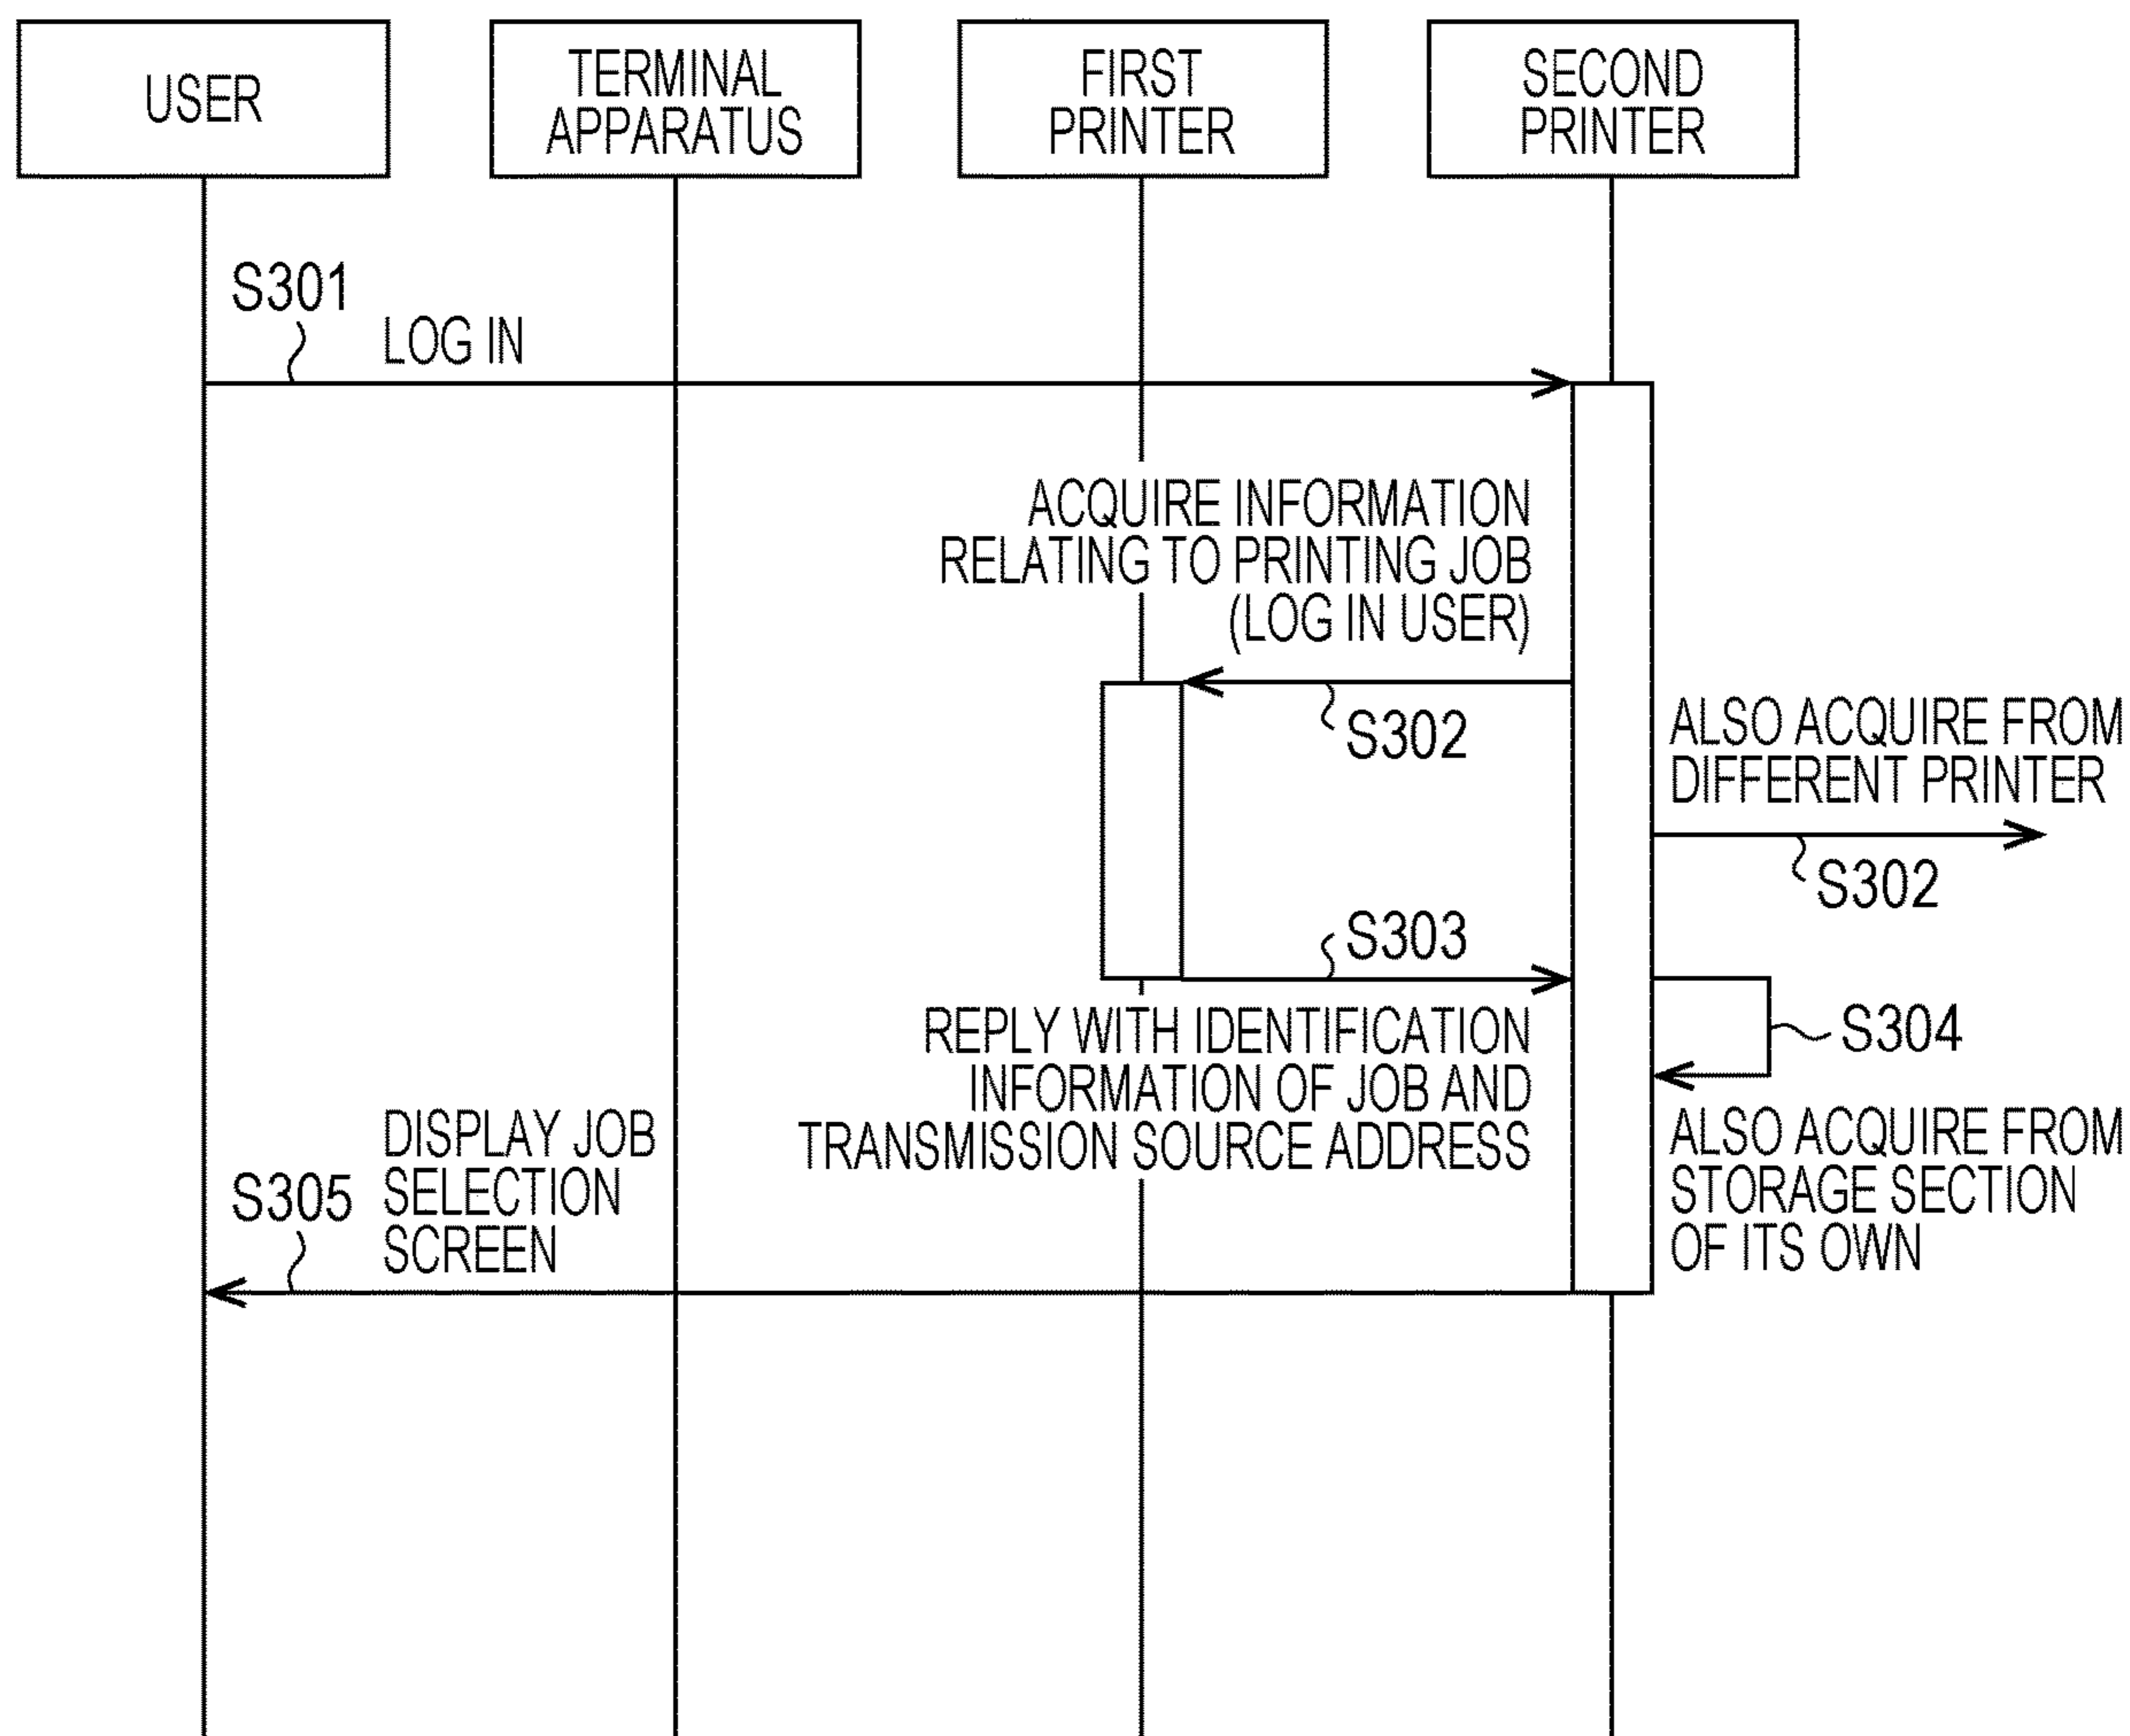 USER
TERMINAL
APPARATUS
FIRST
PRINTER
SECOND
PRINTER
S301
LOG IN
ACQUIRE INFORMATION
RELATING TO PRINTING JOB
(LOG IN USER)
S302
ALSO ACQUIRE FROM
DIFFERENT PRINTER
S302
S303
REPLY WITH IDENTIFICATION
INFORMATION OF JOB AND
TRANSMISSION SOURCE ADDRESS
S304
ALSO ACQUIRE FROM
STORAGE SECTION
OF ITS OWN
S305
DISPLAY JOB
SELECTION
SCREEN